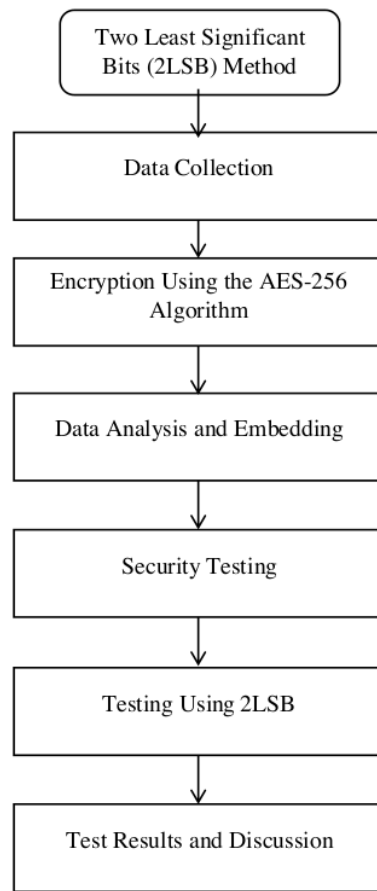 Two Least Significant
Bits (2LSB) Method
Data Collection
Encryption Using the AES-256
Algorithm
Data Analysis and Embedding
Security Testing
Testing Using 2LSB
Test Results and Discussion